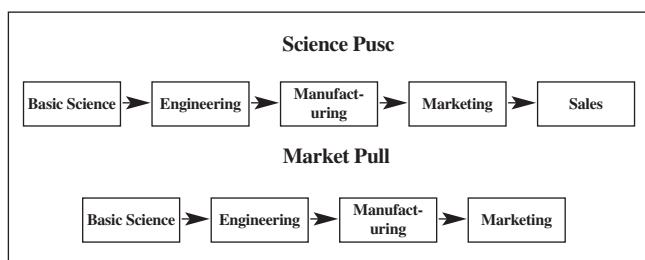 Science Pusc
Basic Science
Engineering
Manufact-
uring
Marketing
Sales
Market Pull
Basic Science
Engineering
Manufact-
uring
Marketing